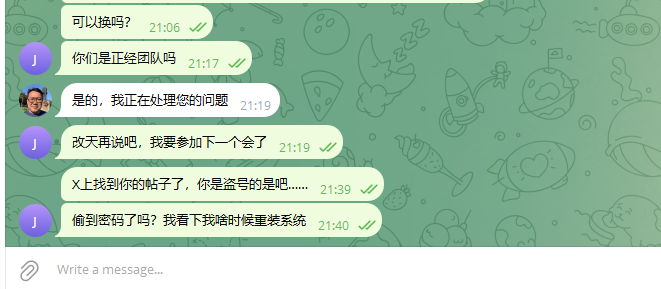 可以换吗？ 21:06
J 你们是正经团队吗 21:17
是的，我正在处理您的问题 21:19
J 改天再说吧，我要参加下一个会了 21:19
X上找到你的帖子了，你是盗号的是吧...... 21:39
J 偷到密码了吗？我看下我啥时候重装系统 21:40
Write a message...